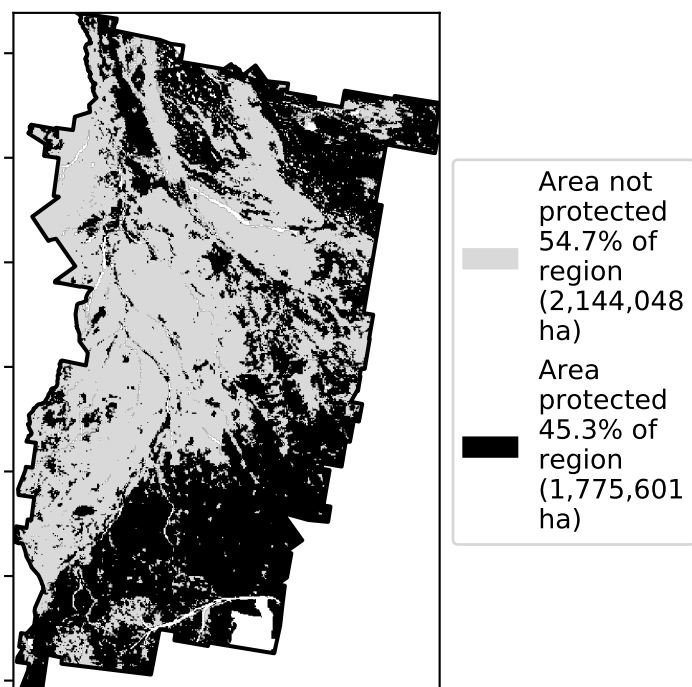 Area not
protected
54.7% of
region
(2,144,048
ha)
Area
protected
45.3% of
region
(1,775,601
ha)